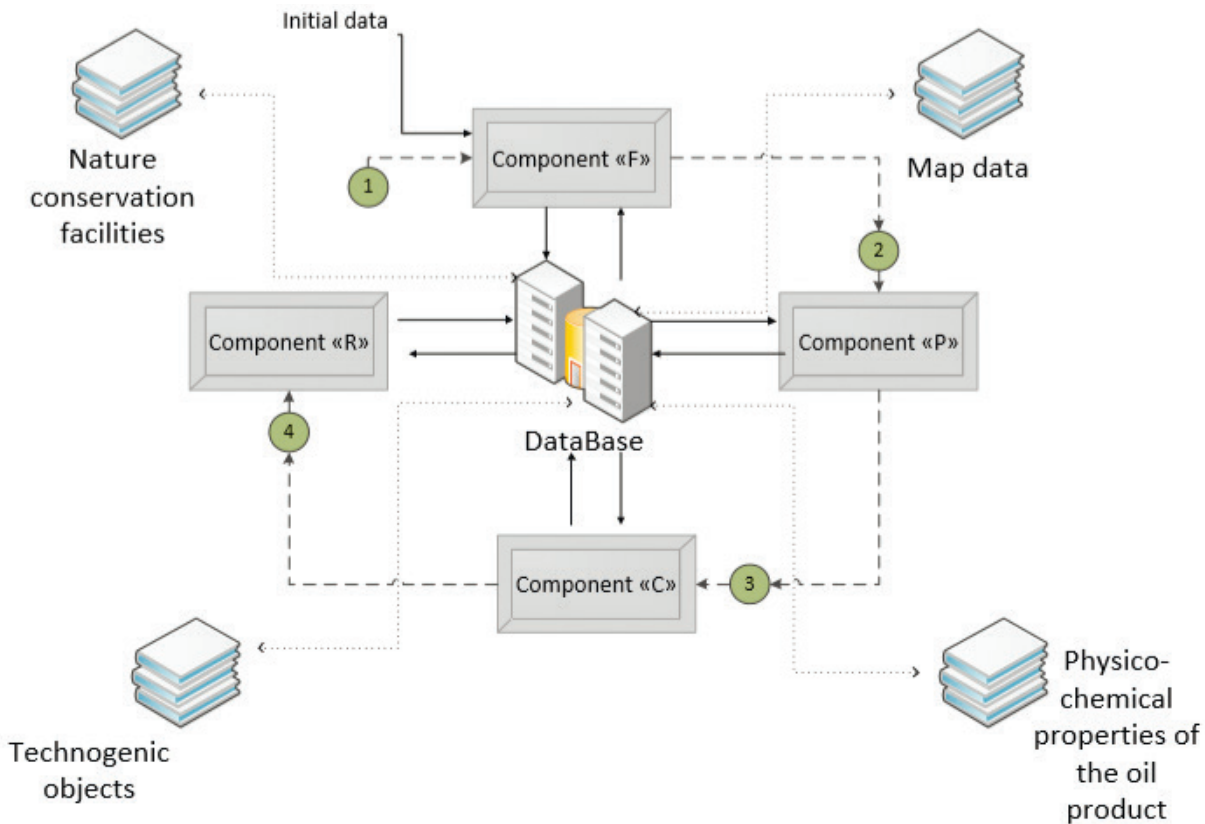 Initial data
Nature
conservation
facilities
Component «F»
Map data
1
2
Component «R»
Component «P»
4
DataBase
Component «C»
3
Technogenic
objects
Physico-
chemical
properties of
the oil
product